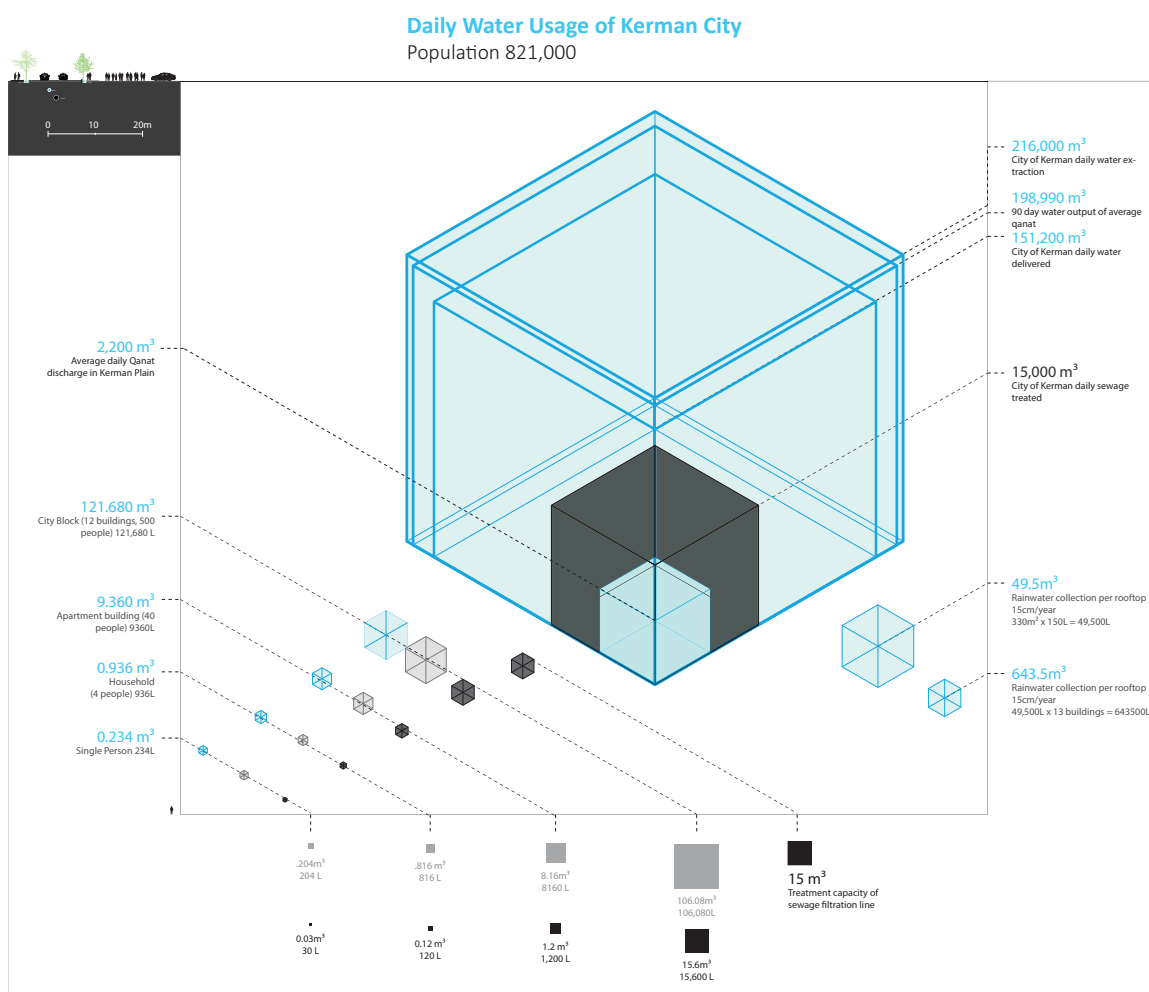 Daily Water Usage of Kerman City
Population 821,000
0 10 20m
216,000 m³
City of Kerman daily water ex-
traction
198,990 m³
90 day water output of average
qanat
151,200 m³
City of Kerman daily water
delivered
2,200 m³
Average daily Qanat
discharge in Kerman Plain
15,000 m³
City of Kerman daily sewage
treated
121.680 m³
City Block (12 buildings, 500
people) 121,680 L
9.360 m³
Apartment building (40
people) 9360L
0.936 m³
Household
(4 people) 936L
0.234 m³
Single Person 234L
49.5m³
Rainwater collection per rooftop
15cm/year
330m² x 150L = 49,500L
643.5m³
Rainwater collection per rooftop
15cm/year
49,500L x 13 buildings = 643500L
.204m³
204 L
.816 m³
816 L
8.16m³
8160 L
106.08m³
106,080L
15 m³
Treatment capacity of
sewage filtration line
0.03m³
30 L
0.12 m³
120 L
1.2 m³
1,200 L
15.6m³
15,600 L